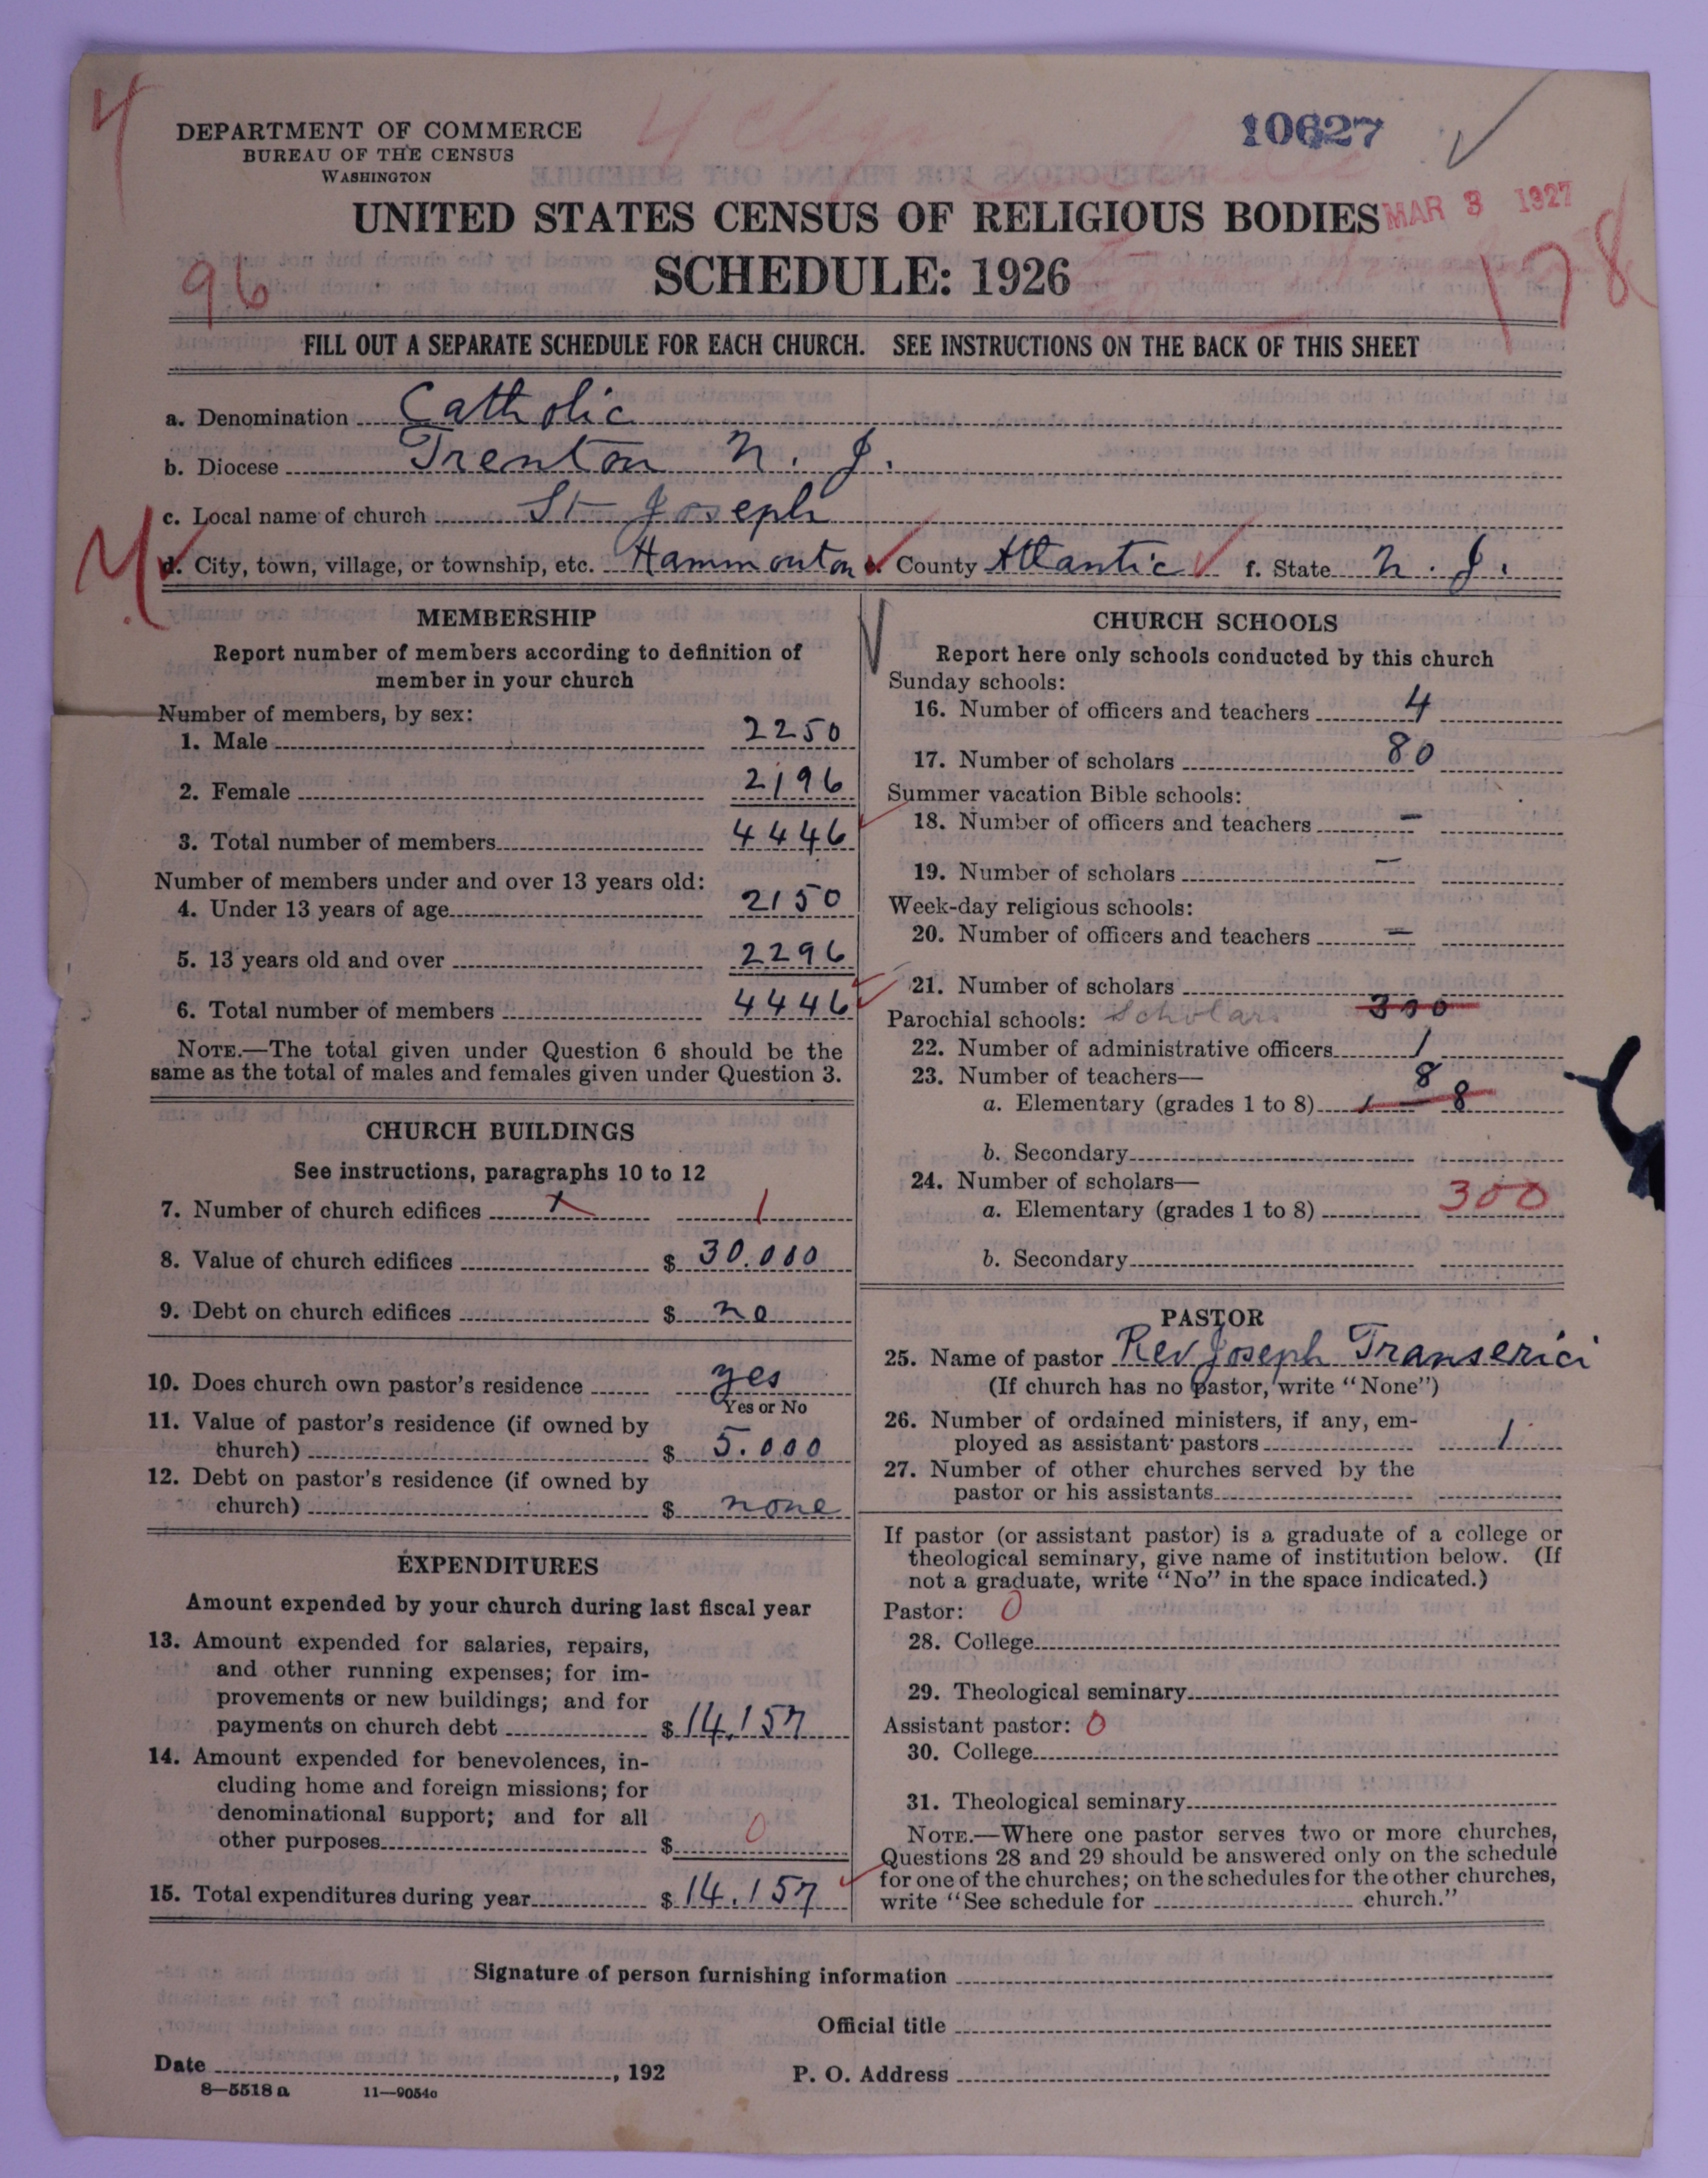 4
DEPARTMENT OF COMMERCE
BUREAU OF THE CENSUS
WASHINGTON
10627
MAR 3 1927
UNITED STATES CENSUS OF RELIGIOUS BODIES
SCHEDULE: 1926
96
178
FILL OUT A SEPARATE SCHEDULE FOR EACH CHURCH. SEE INSTRUCTIONS ON THE BACK OF THIS SHEET
a. Denomination Catholic
b. Diocese Trenton N. J.
c. Local name of church St Joseph
d. City, town, village, or township, etc. Hammonton e. County Atlantic f. State N. J.
MEMBERSHIP
Report number of members according to definition of
member in your church
Number of members, by sex:
1. Male 2250
2. Female 2196
3. Total number of members 4446
Number of members under and over 13 years old:
4. Under 13 years of age 2150
5. 13 years old and over 2296
6. Total number of members 4446
NOTE.—The total given under Question 6 should be the
same as the total of males and females given under Question 3.
CHURCH BUILDINGS
See instructions, paragraphs 10 to 12
7. Number of church edifices 1
8. Value of church edifices $ 30.000
9. Debt on church edifices $ no
10. Does church own pastor's residence yes
Yes or No
11. Value of pastor's residence (if owned by
church) $ 5.000
12. Debt on pastor's residence (if owned by
church) $ none
EXPENDITURES
Amount expended by your church during last fiscal year
13. Amount expended for salaries, repairs,
and other running expenses; for im-
provements or new buildings; and for
payments on church debt $ 14.157
14. Amount expended for benevolences, in-
cluding home and foreign missions; for
denominational support; and for all
other purposes $ 0
15. Total expenditures during year $ 14.157
CHURCH SCHOOLS
Report here only schools conducted by this church
Sunday schools:
16. Number of officers and teachers 4
17. Number of scholars 80
Summer vacation Bible schools:
18. Number of officers and teachers –
19. Number of scholars –
Week-day religious schools:
20. Number of officers and teachers –
21. Number of scholars
Parochial schools: Scholars 300
22. Number of administrative officers 1
23. Number of teachers— 8
a. Elementary (grades 1 to 8) 1 8
b. Secondary
24. Number of scholars—
a. Elementary (grades 1 to 8) 300
b. Secondary
PASTOR
25. Name of pastor Rev Joseph Transerici
(If church has no pastor, write "None")
26. Number of ordained ministers, if any, em-
ployed as assistant pastors 1
27. Number of other churches served by the
pastor or his assistants
If pastor (or assistant pastor) is a graduate of a college or
theological seminary, give name of institution below. (If
not a graduate, write "No" in the space indicated.)
Pastor: 0
28. College
29. Theological seminary
Assistant pastor: 0
30. College
31. Theological seminary
NOTE.—Where one pastor serves two or more churches,
Questions 28 and 29 should be answered only on the schedule
for one of the churches; on the schedules for the other churches,
write "See schedule for church."
Signature of person furnishing information
Official title
Date , 192
P. O. Address
8—5518 a 11—9054c